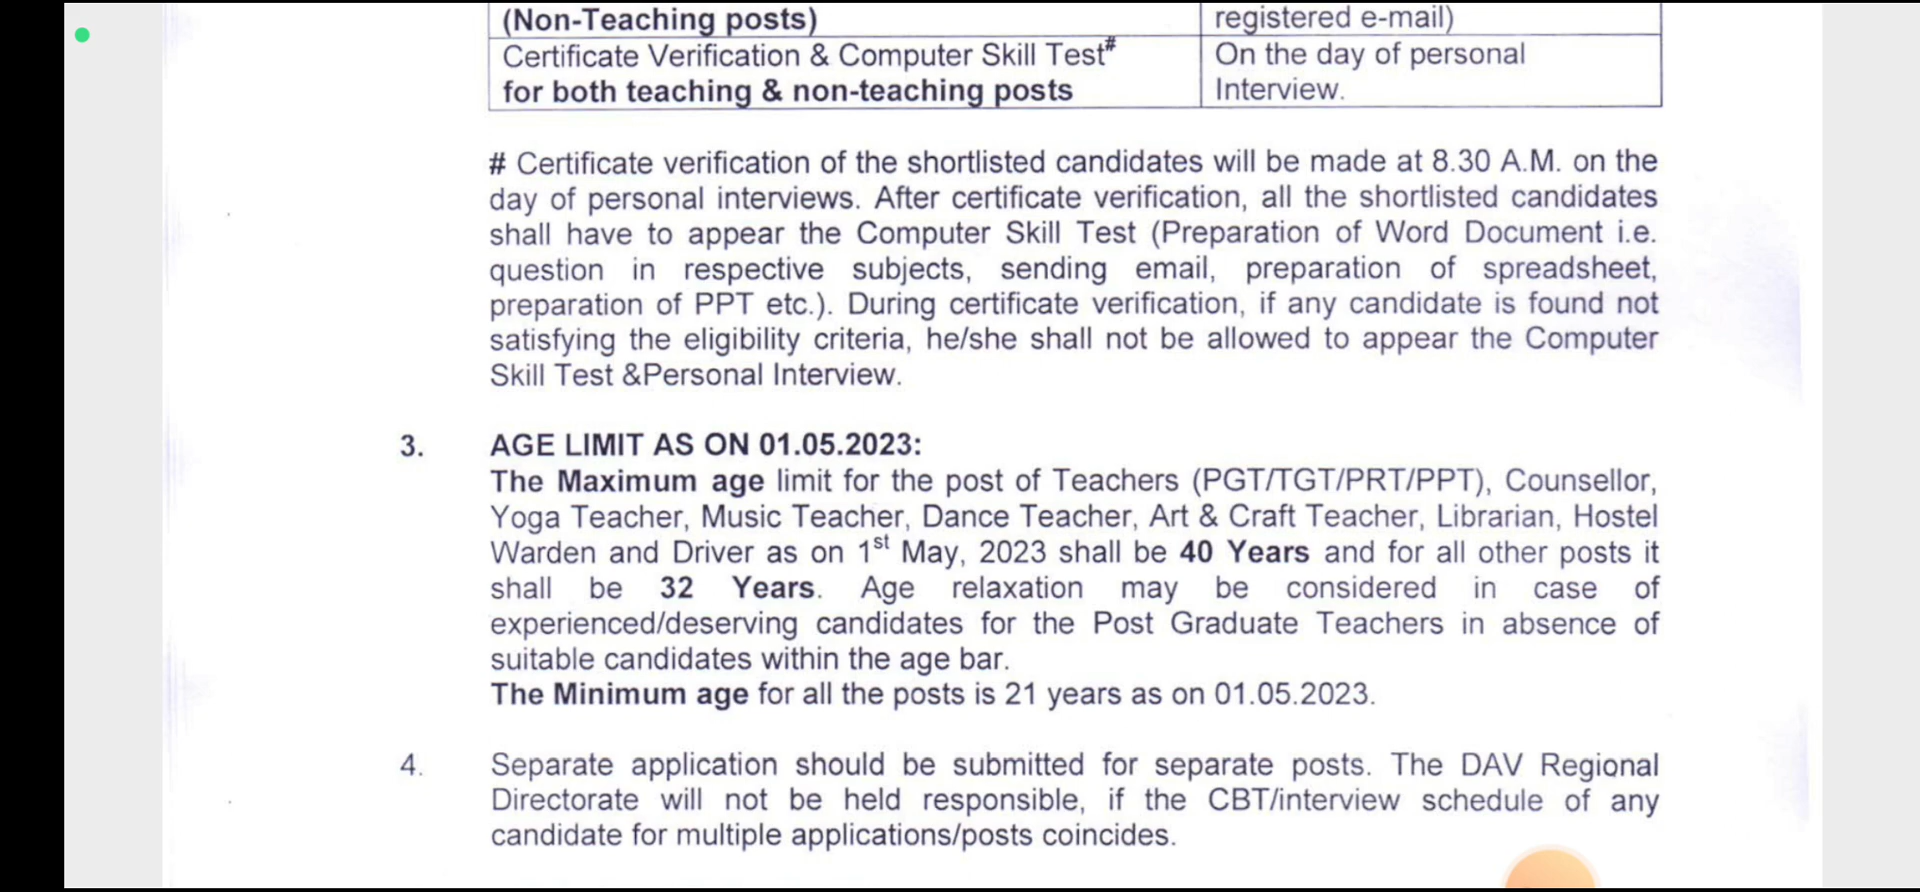 (Non-Teaching posts)
registered e-mail)
Certificate Verification & Computer Skill Test#
for both teaching & non-teaching posts
On the day of personal
Interview.
# Certificate verification of the shortlisted candidates will be made at 8.30 A.M. on the
day of personal interviews. After certificate verification, all the shortlisted candidates
shall have to appear the Computer Skill Test (Preparation of Word Document i.e.
question in respective subjects, sending email, preparation of spreadsheet,
preparation of PPT etc.). During certificate verification, if any candidate is found not
satisfying the eligibility criteria, he/she shall not be allowed to appear the Computer
Skill Test &Personal Interview.
3. AGE LIMIT AS ON 01.05.2023:
The Maximum age limit for the post of Teachers (PGT/TGT/PRT/PPT), Counsellor,
Yoga Teacher, Music Teacher, Dance Teacher, Art & Craft Teacher, Librarian, Hostel
Warden and Driver as on 1st May, 2023 shall be 40 Years and for all other posts it
shall be 32 Years. Age relaxation may be considered in case of
experienced/deserving candidates for the Post Graduate Teachers in absence of
suitable candidates within the age bar.
The Minimum age for all the posts is 21 years as on 01.05.2023.
4. Separate application should be submitted for separate posts. The DAV Regional
Directorate will not be held responsible, if the CBT/interview schedule of any
candidate for multiple applications/posts coincides.